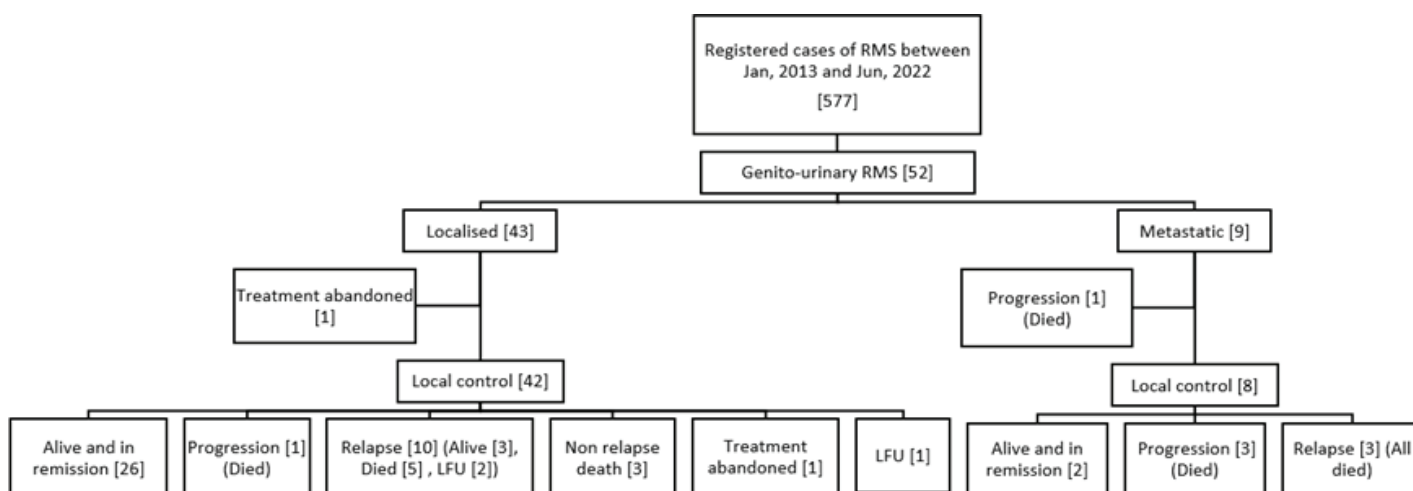 Registered cases of RMS between
Jan, 2013 and Jun, 2022
[577]
Genito-urinary RMS [52]
Localised [43]
Metastatic [9]
Treatment abandoned
[1]
Progression [1]
(Died)
Local control [42]
Local control [8]
Alive and in
remission [26]
Progression [1]
(Died)
Relapse [10] (Alive [3],
Died [5] , LFU [2])
Non relapse
death [3]
Treatment
abandoned [1]
LFU [1]
Alive and in
remission [2]
Progression [3]
(Died)
Relapse [3] (All
died)